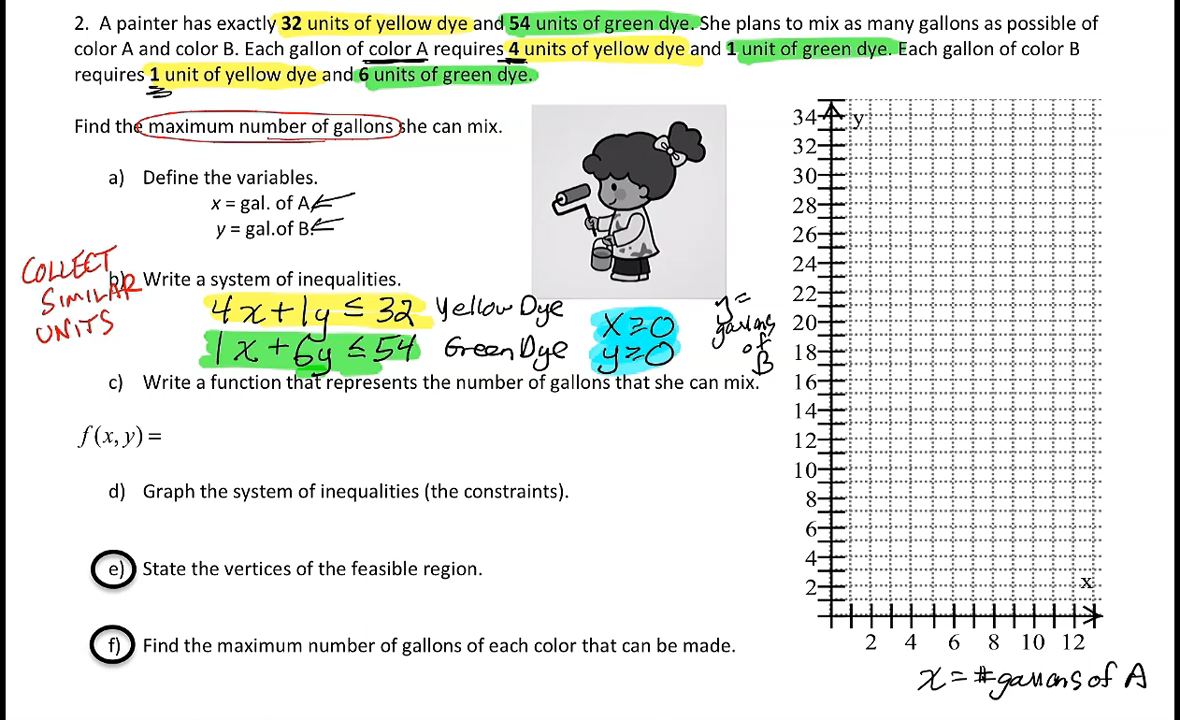 2. A painter has exactly 32 units of yellow dye and 54 units of green dye. She plans to mix as many gallons as possible of
color A and color B. Each gallon of color A requires 4 units of yellow dye and 1 unit of green dye. Each gallon of color B
requires 1 unit of yellow dye and 6 units of green dye.
Find the maximum number of gallons she can mix.
a) Define the variables.
x = gal. of A
y = gal.of B.
COLLECT
SIMILAR
UNITS
b) Write a system of inequalities.
4x+1y ≤ 32 Yellow Dye
1x+6y ≤ 54 Green Dye
x ≥ 0
y ≥ 0
c) Write a function that represents the number of gallons that she can mix.
f(x,y) =
d) Graph the system of inequalities (the constraints).
e) State the vertices of the feasible region.
f) Find the maximum number of gallons of each color that can be made.
y =
gallons
of
B
y
34
32
30
28
26
24
22
20
18
16
14
12
10
8
6
4
2
x
2 4 6 8 10 12
x = # gallons of A